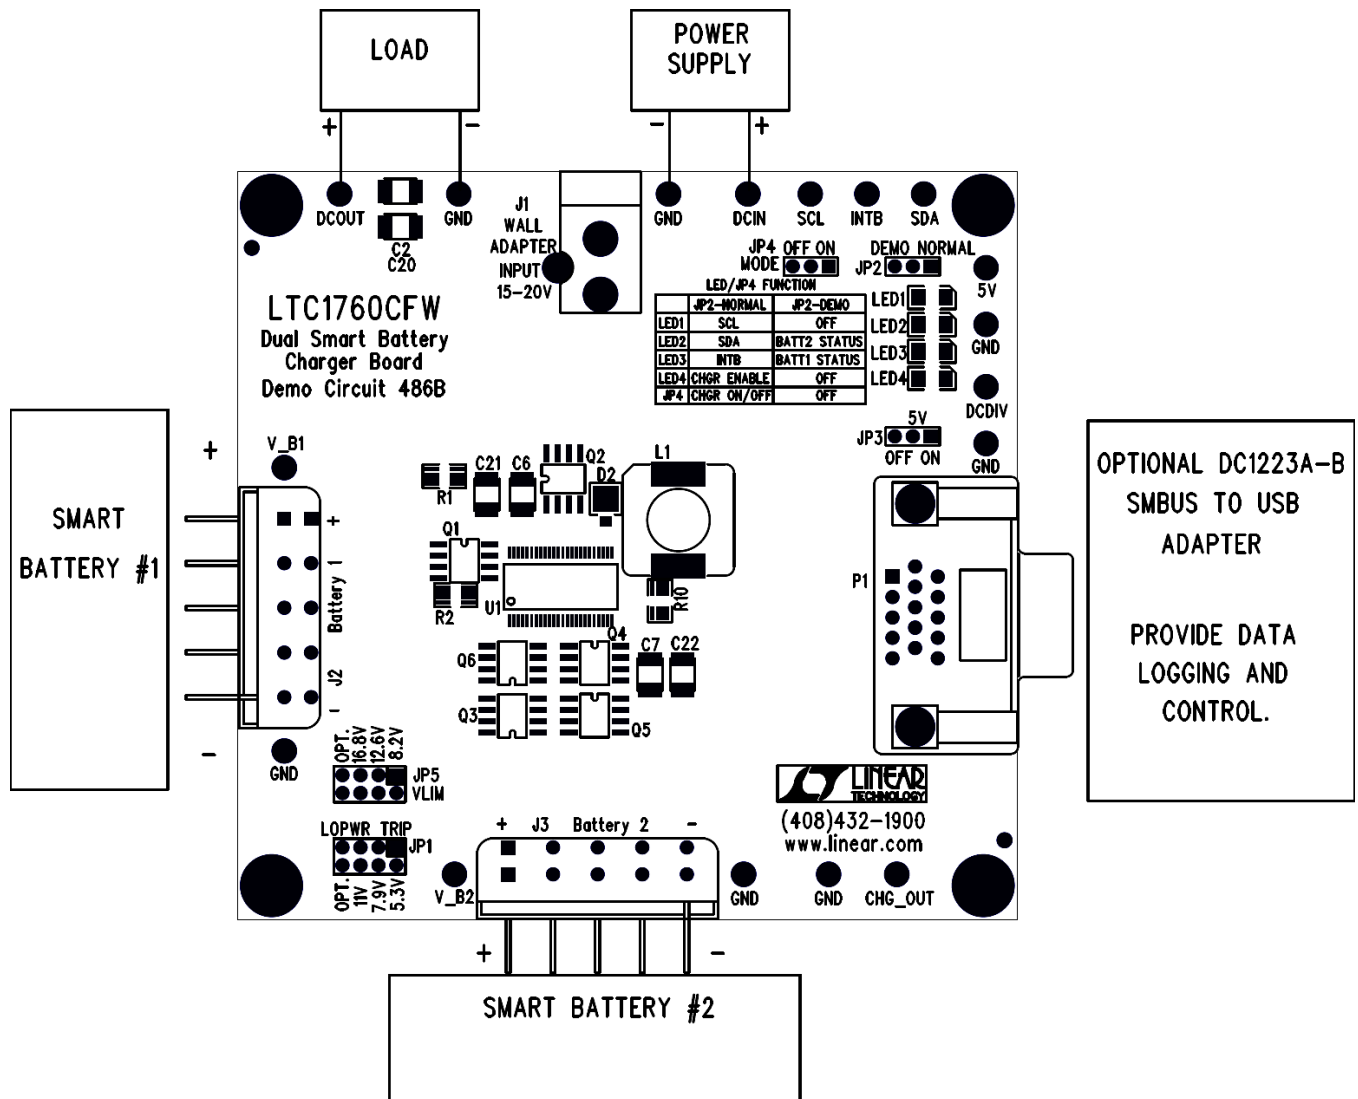 LOAD
POWER
SUPPLY
+ -
- +
DCOUT
C2
C20
GND
J1
WALL
ADAPTER
INPUT
15-20V
GND
DCIN
SCL
INTB
SDA
JP4 OFF ON
MODE
DEMO NORMAL
JP2
5V
LED/JP4 FUNCTION
JP2-NORMAL JP2-DEMO
LED1 SCL OFF
LED2 SDA BATT2 STATUS
LED3 INTB BATT1 STATUS
LED4 CHGR ENABLE OFF
JP4 CHGR ON/OFF OFF
LED1
LED2
LED3
LED4
GND
DCDIV
5V
JP3
OFF ON
GND
LTC1760CFW
Dual Smart Battery
Charger Board
Demo Circuit 486B
+
SMART
BATTERY #1
-
V_B1
+
Battery 1
J2
-
GND
R1
C21
C6
Q2
D2
L1
Q1
R2
U1
R10
Q6
Q4
C7
C22
Q3
Q5
P1
OPTIONAL DC1223A-B
SMBUS TO USB
ADAPTER
PROVIDE DATA
LOGGING AND
CONTROL.
OPT.
16.8V
12.6V
8.2V
JP5
VLIM
LOPWR TRIP
JP1
OPT.
11V
7.9V
5.3V
LINEAR
TECHNOLOGY
(408)432-1900
www.linear.com
+ J3 Battery 2 -
V_B2
GND
GND
CHG_OUT
+ -
SMART BATTERY #2